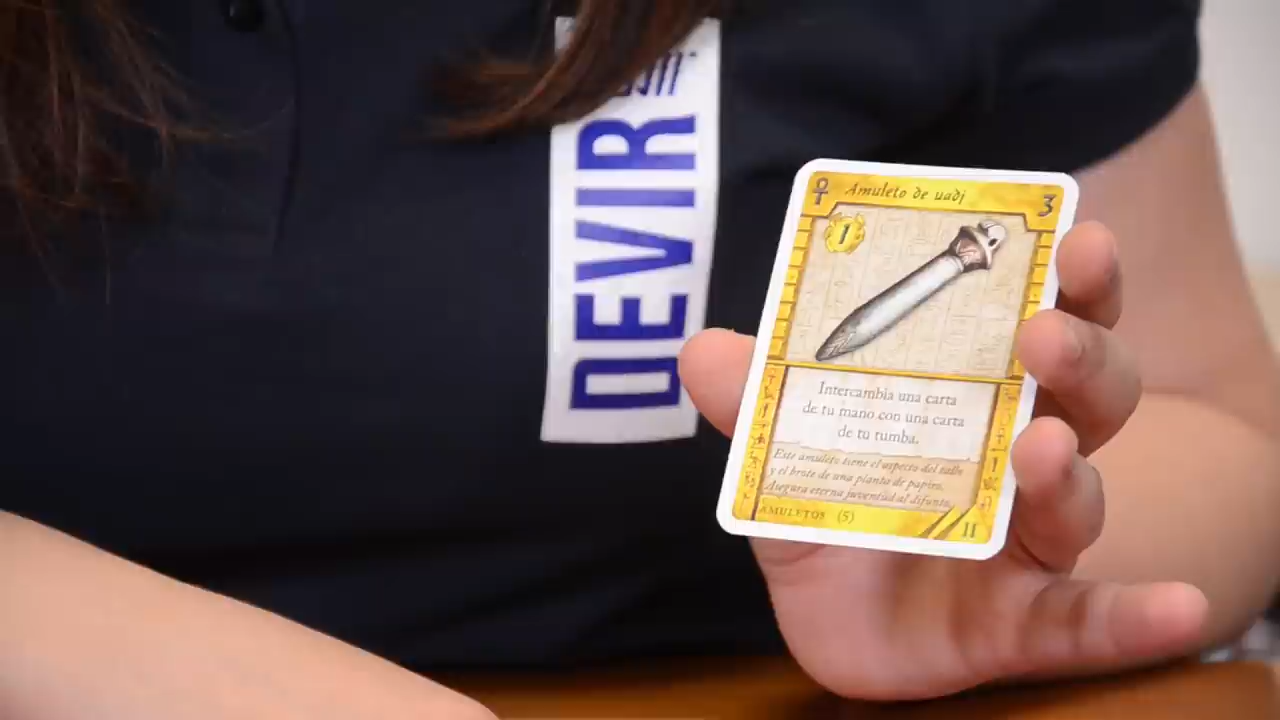 DEVIR
Amuleto de uadj
3
1
Intercambia una carta
de tu mano con una carta
de tu tumba.
Este amuleto tiene el aspecto del tallo
y el brote de una planta de papiro.
Asegura eterna juventud al difunto.
AMULETOS (5)
II